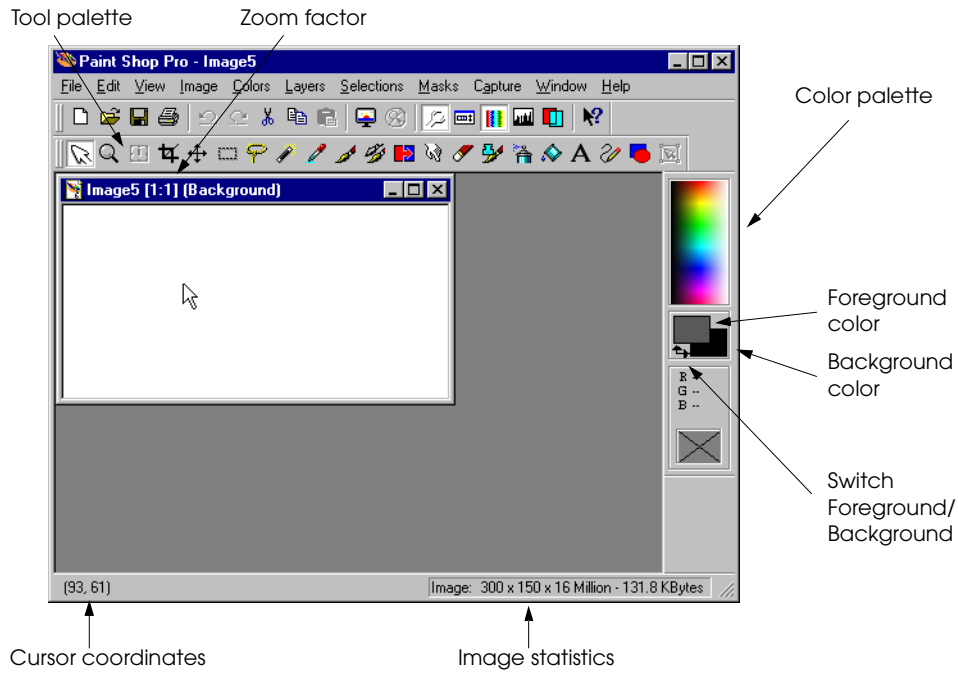 Tool palette
Zoom factor
Paint Shop Pro - Image5
File Edit View Image Colors Layers Selections Masks Capture Window Help
Color palette
A
Image5 [1:1] (Background)
Foreground
color
Background
color
R --
G --
B --
Switch
Foreground/
Background
(93, 61)
Image: 300 x 150 x 16 Million - 131.8 KBytes
Cursor coordinates
Image statistics